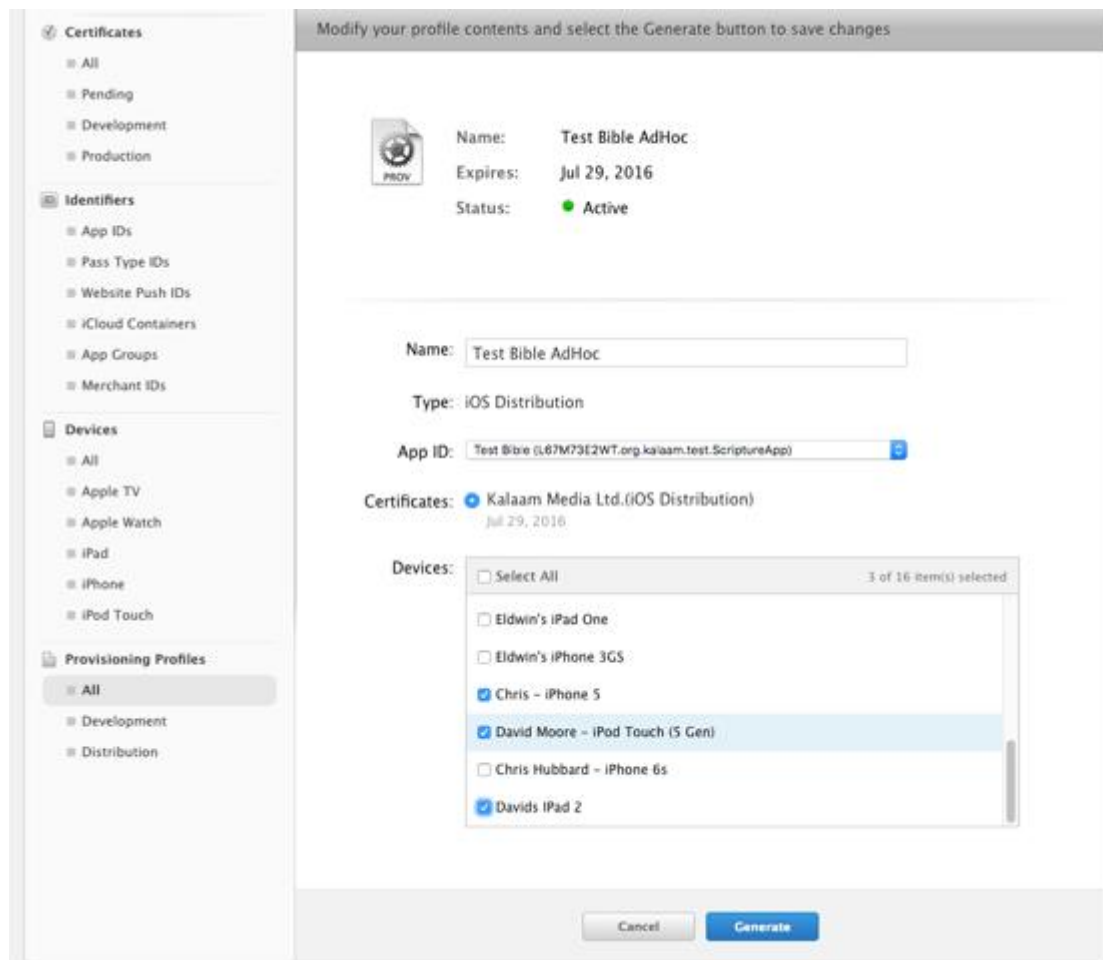 Certificates
All
Pending
Development
Production
Identifiers
App IDs
Pass Type IDs
Website Push IDs
iCloud Containers
App Groups
Merchant IDs
Devices
All
Apple TV
Apple Watch
iPad
iPhone
iPod Touch
Provisioning Profiles
All
Development
Distribution
Modify your profile contents and select the Generate button to save changes
PROV
Name: Test Bible AdHoc
Expires: Jul 29, 2016
Status: Active
Name: Test Bible AdHoc
Type: iOS Distribution
App ID: Test Bible (L67M73E2WT.org.kalaam.test.ScriptureApp)
Certificates: Kalaam Media Ltd.(iOS Distribution)
Jul 29, 2016
Devices: Select All 3 of 16 item(s) selected
Eldwin's iPad One
Eldwin's iPhone 3GS
Chris - iPhone 5
David Moore - iPod Touch (5 Gen)
Chris Hubbard - iPhone 6s
Davids IPad 2
Cancel Generate